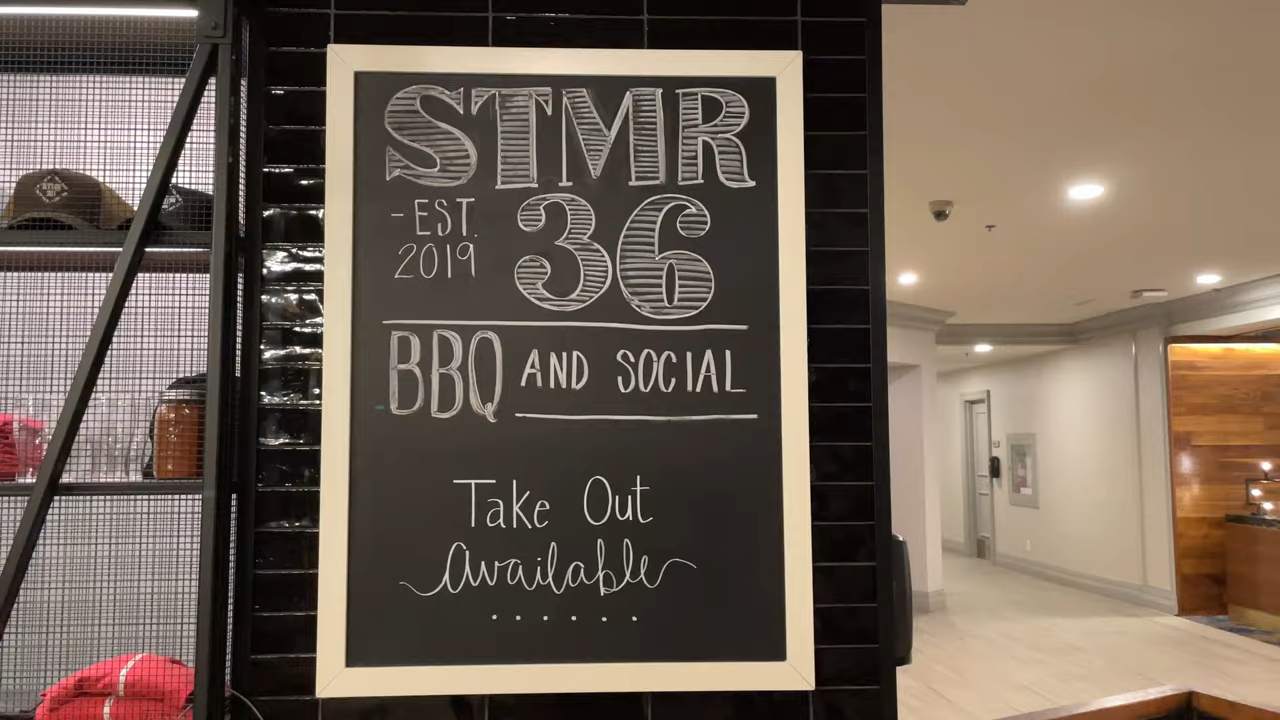 STMR
-EST. 36
2019
BBQ AND SOCIAL
Take Out
Available
......